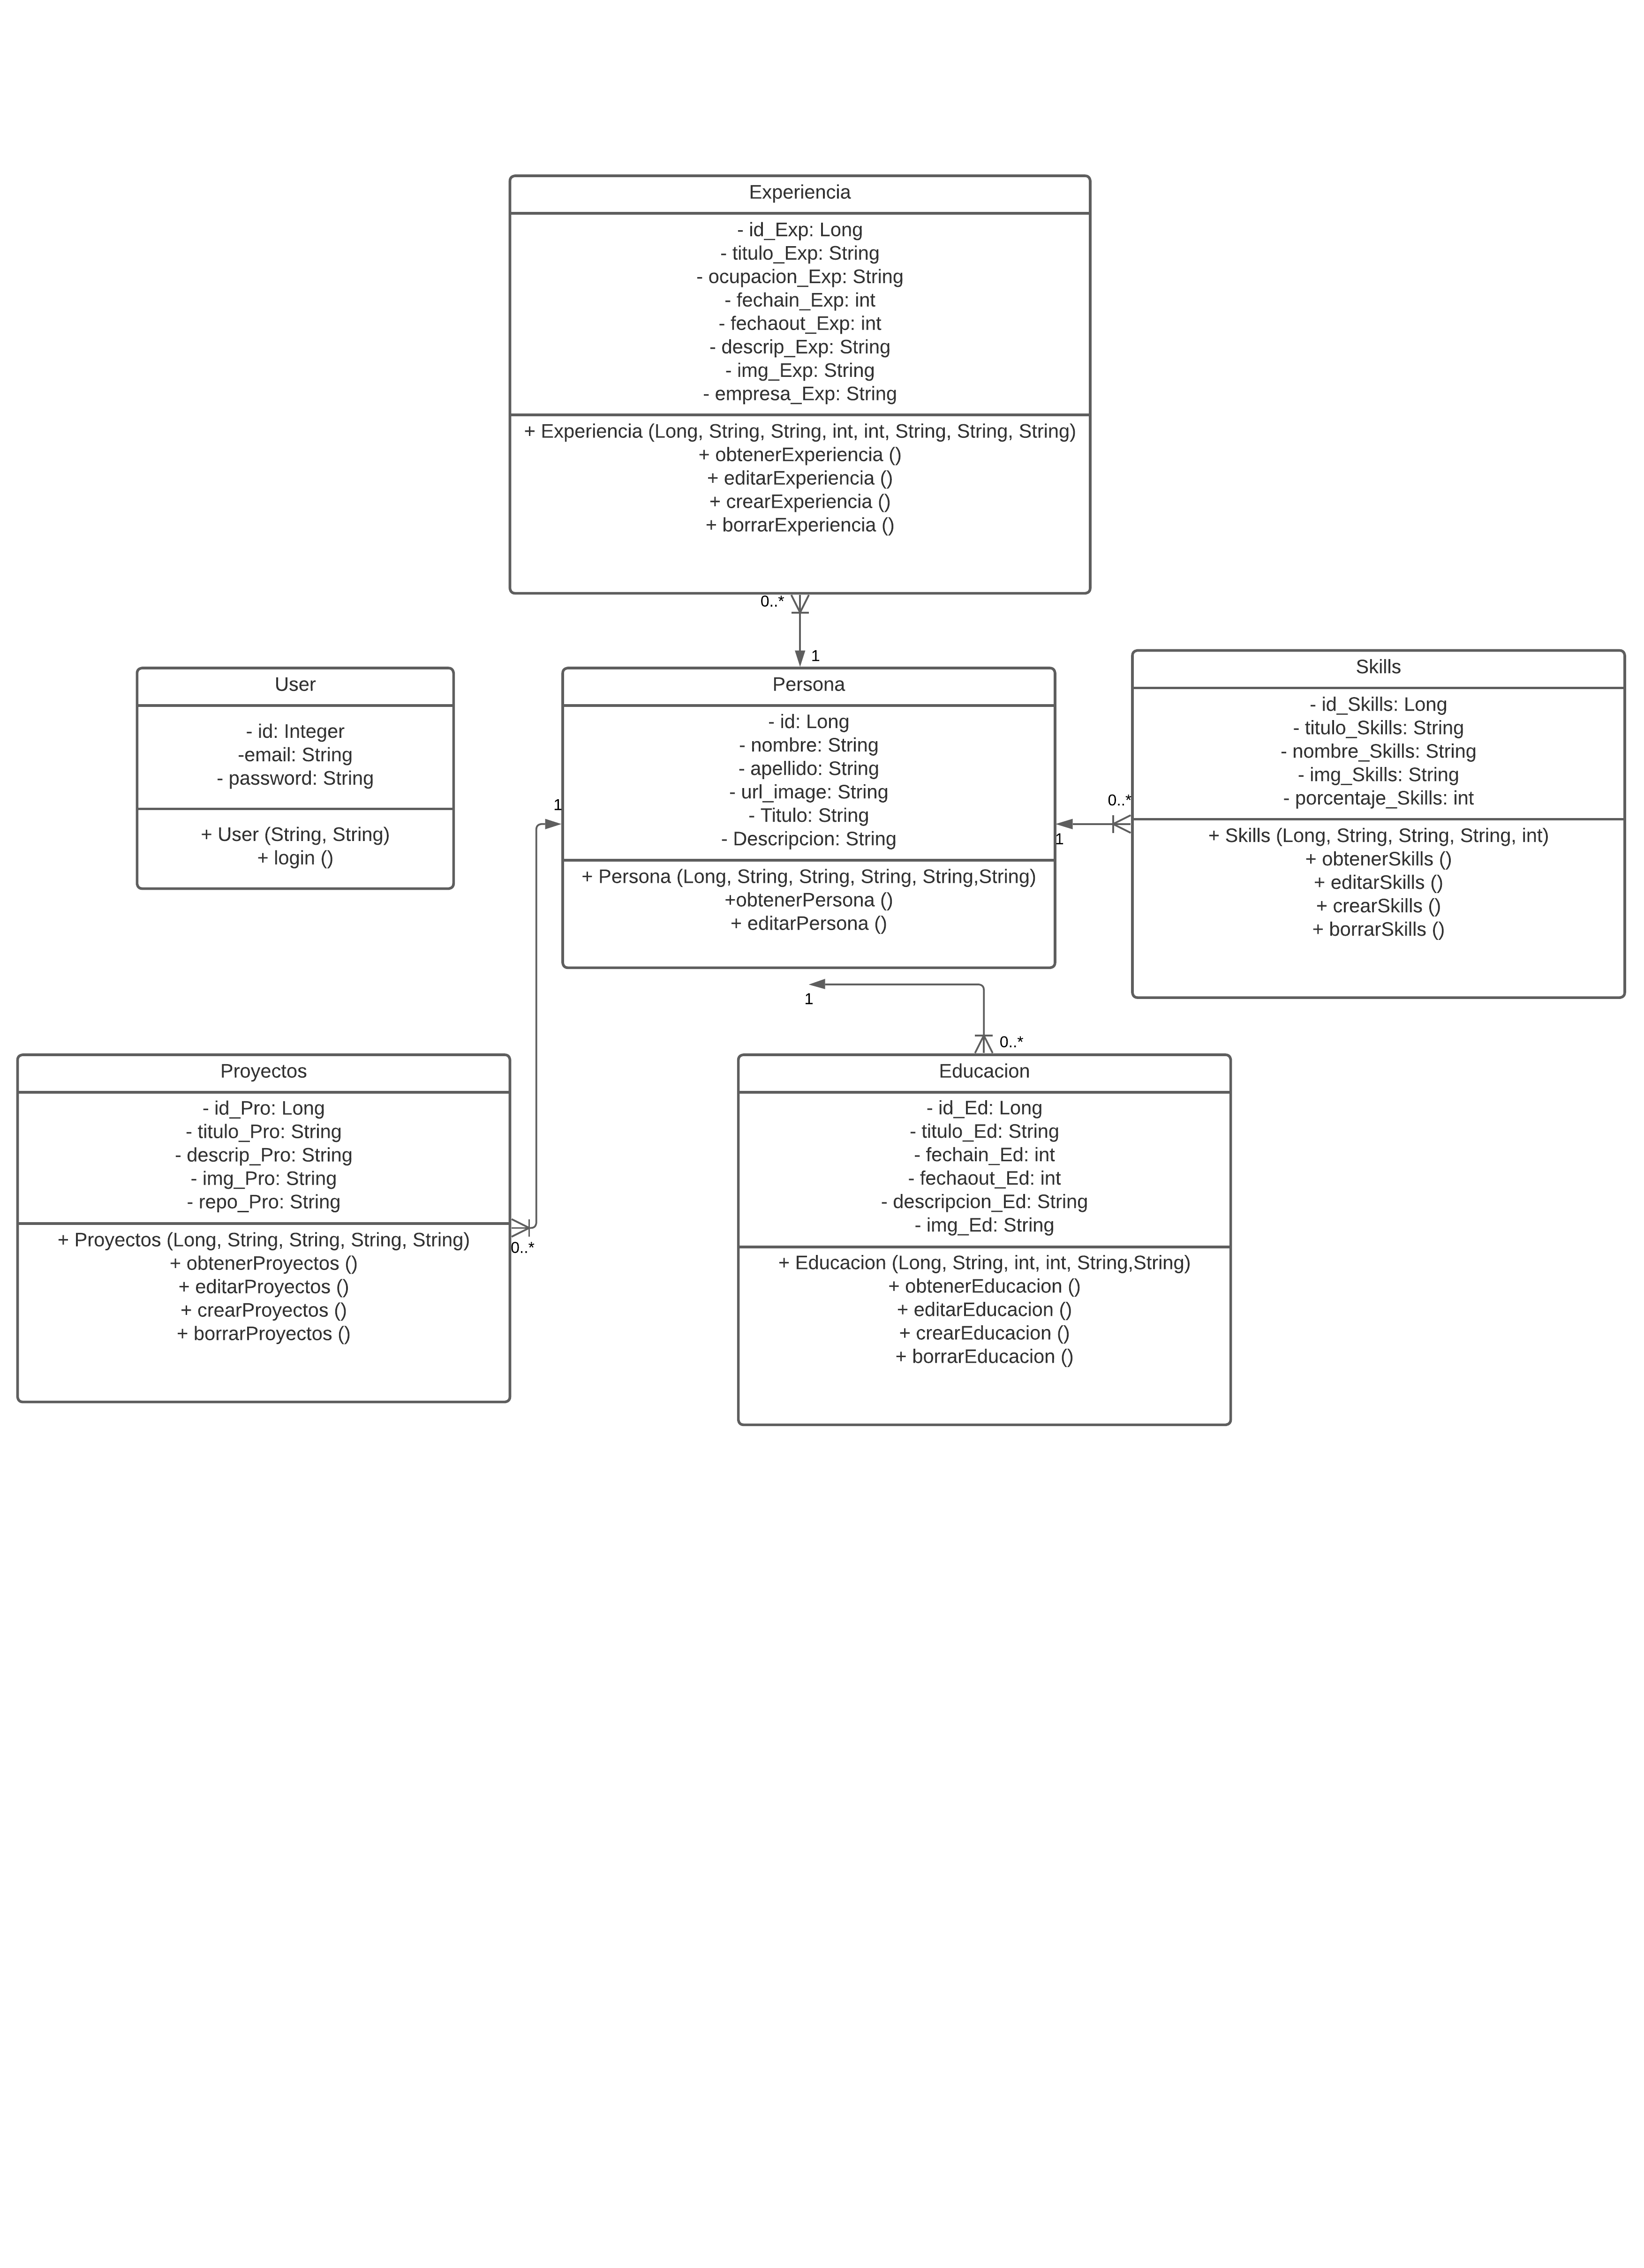 Experiencia
- id_Exp: Long
- titulo_Exp: String
- ocupacion_Exp: String
- fechain_Exp: int
- fechaout_Exp: int
- descrip_Exp: String
- img_Exp: String
- empresa_Exp: String
+ Experiencia (Long, String, String, int, int, String, String, String)
+ obtenerExperiencia ()
+ editarExperiencia ()
+ crearExperiencia ()
+ borrarExperiencia ()
0..*
1
User
- id: Integer
-email: String
- password: String
+ User (String, String)
+ login ()
Persona
- id: Long
- nombre: String
- apellido: String
- url_image: String
- Titulo: String
- Descripcion: String
+ Persona (Long, String, String, String, String,String)
+obtenerPersona ()
+ editarPersona ()
1
1
0..*
Skills
- id_Skills: Long
- titulo_Skills: String
- nombre_Skills: String
- img_Skills: String
- porcentaje_Skills: int
+ Skills (Long, String, String, String, int)
+ obtenerSkills ()
+ editarSkills ()
+ crearSkills ()
+ borrarSkills ()
1
0..*
Proyectos
- id_Pro: Long
- titulo_Pro: String
- descrip_Pro: String
- img_Pro: String
- repo_Pro: String
+ Proyectos (Long, String, String, String, String)
+ obtenerProyectos ()
+ editarProyectos ()
+ crearProyectos ()
+ borrarProyectos ()
0..*
Educacion
- id_Ed: Long
- titulo_Ed: String
- fechain_Ed: int
- fechaout_Ed: int
- descripcion_Ed: String
- img_Ed: String
+ Educacion (Long, String, int, int, String,String)
+ obtenerEducacion ()
+ editarEducacion ()
+ crearEducacion ()
+ borrarEducacion ()